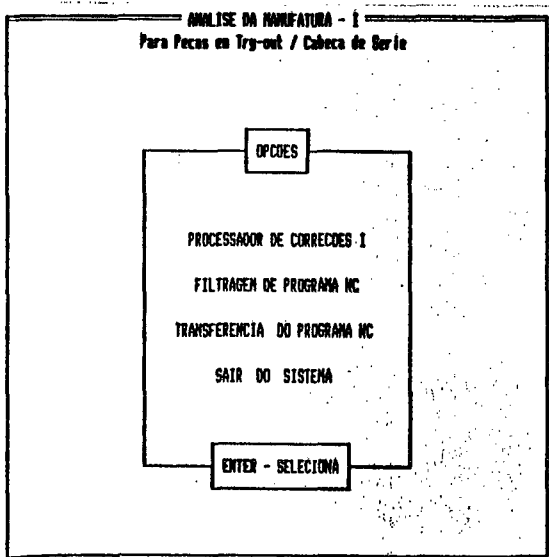 ANALISE DA MANUFATURA - I
Para Pecas em Try-out / Cabeca de Serie
OPCOES
PROCESSADOR DE CORRECOES I
FILTRAGEM DE PROGRAMA NC
TRANSFERENCIA DO PROGRAMA NC
SAIR DO SISTEMA
ENTER - SELECIONA